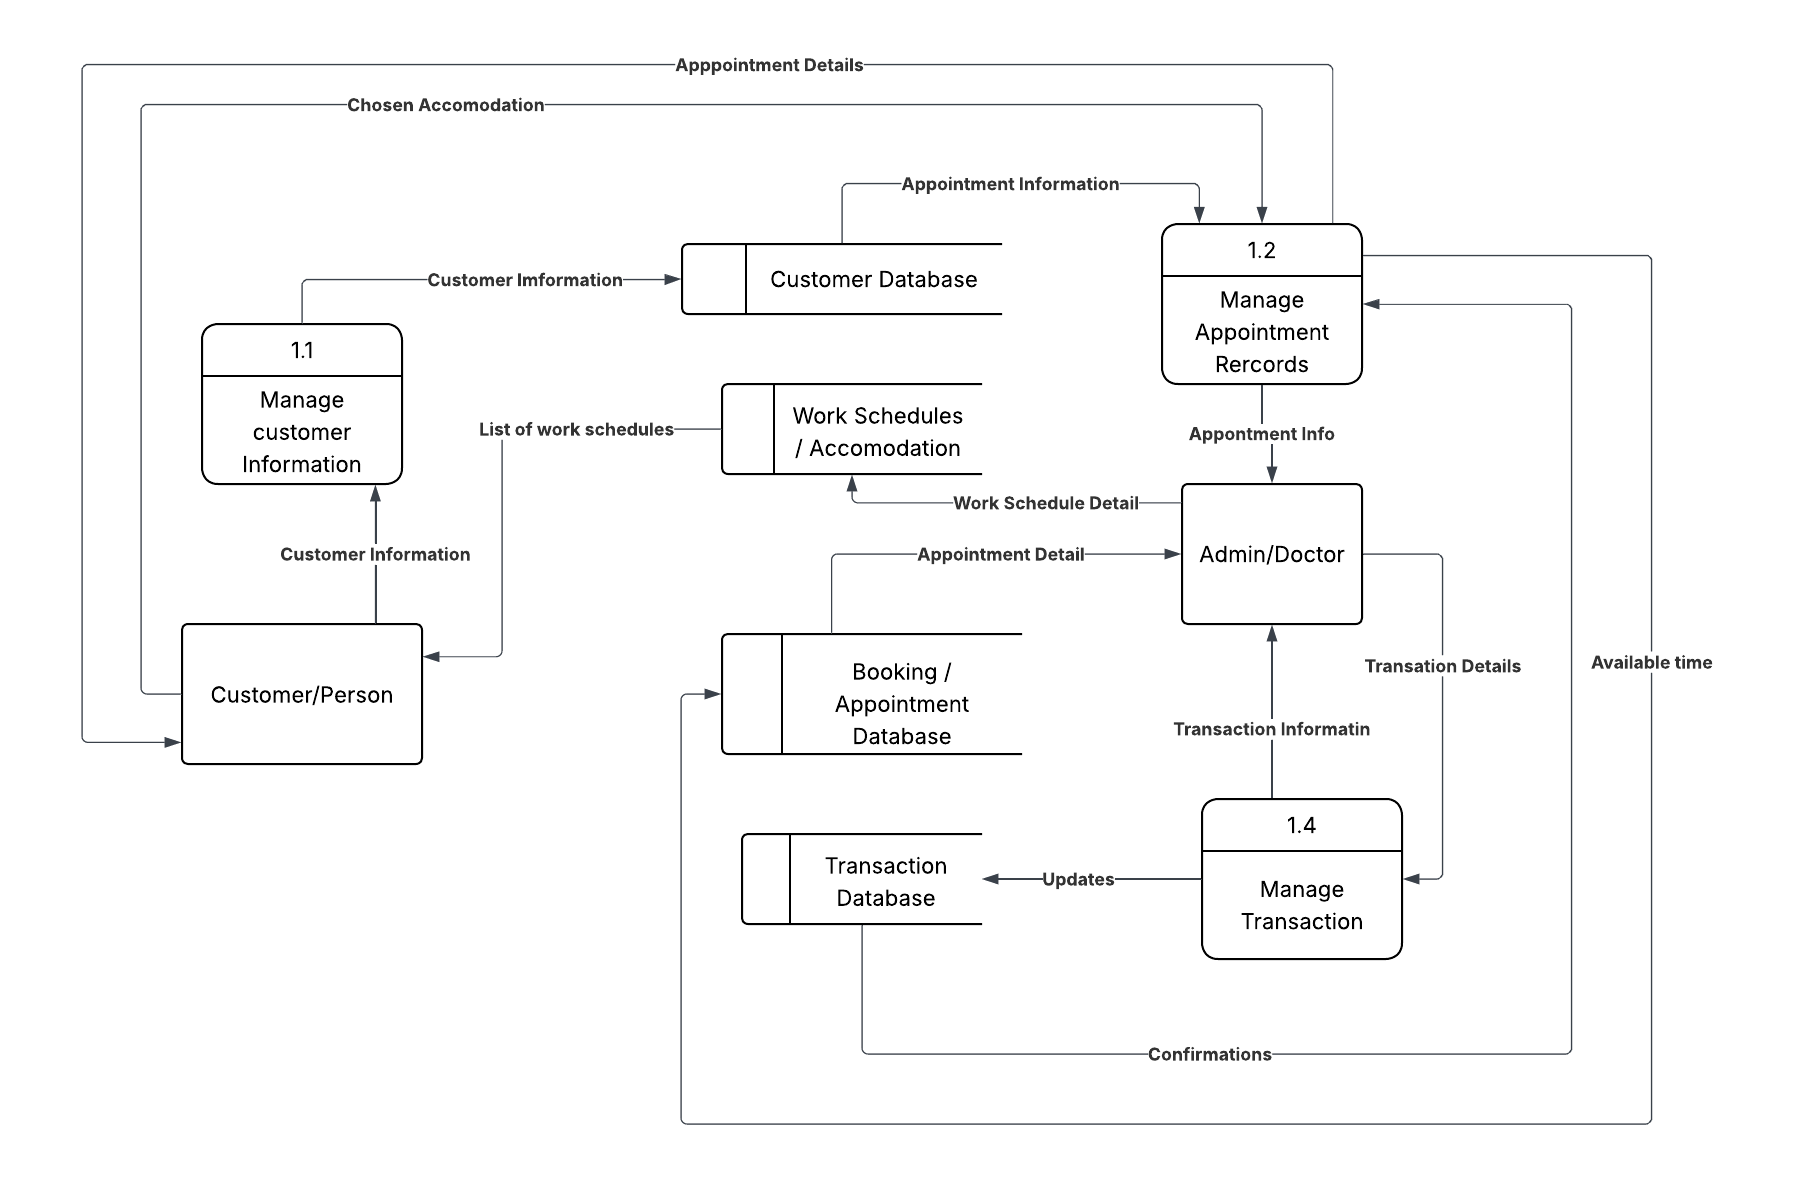 Apppointment Details
Chosen Accomodation
Appointment Information
1.2
Manage
Appointment
Rercords
Customer Imformation
Customer Database
1.1
Manage
customer
Information
List of work schedules
Work Schedules
/ Accomodation
Appontment Info
Work Schedule Detail
Customer Information
Appointment Detail
Admin/Doctor
Customer/Person
Booking /
Appointment
Database
Transation Details
Available time
Transaction Informatin
1.4
Manage
Transaction
Transaction
Database
Updates
Confirmations